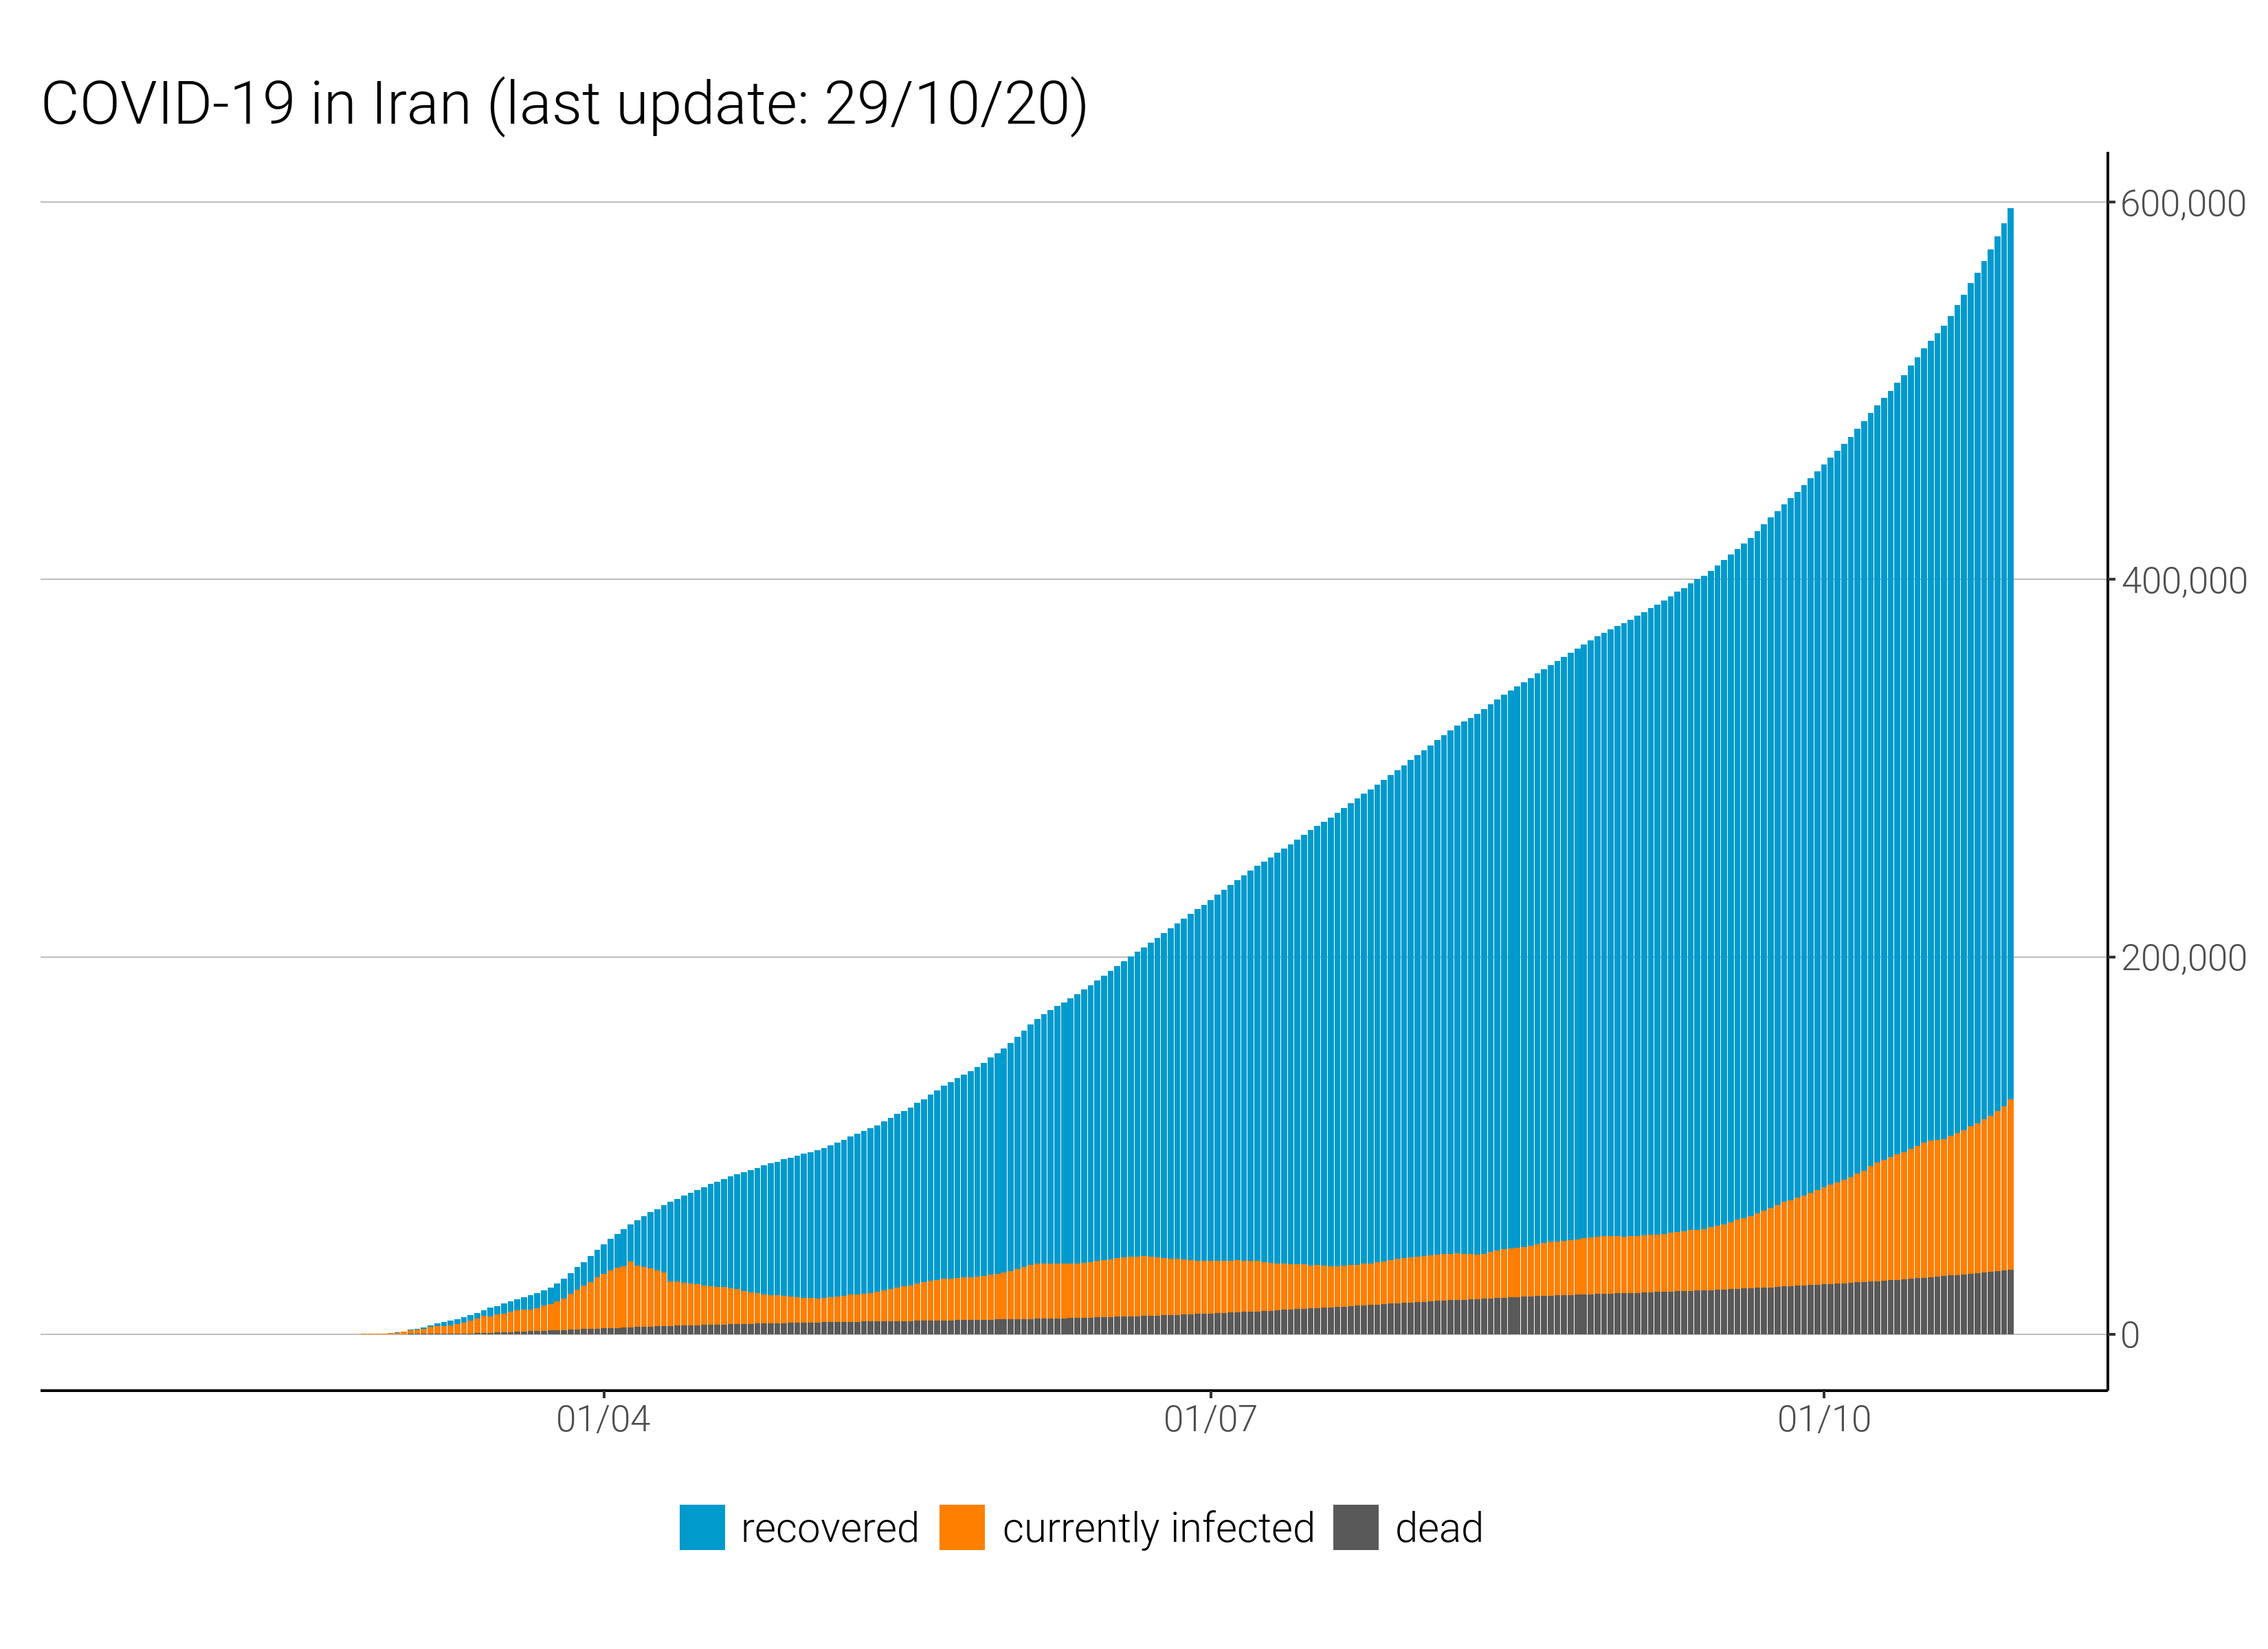 COVID-19 in Iran (last update: 29/10/20)
600,000
400,000
200,000
0
01/04 01/07 01/10
recovered currently infected dead